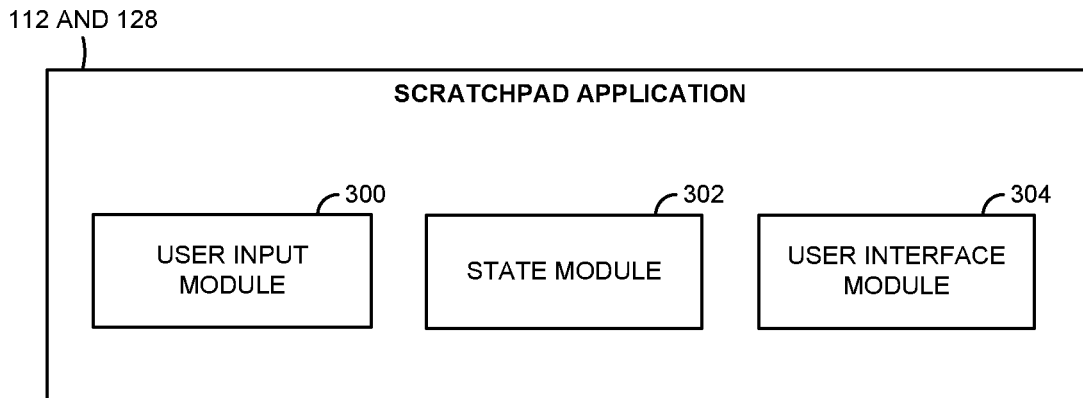 112 AND 128
SCRATCHPAD APPLICATION
300
302
304
USER INPUT
MODULE
STATE MODULE
USER INTERFACE
MODULE